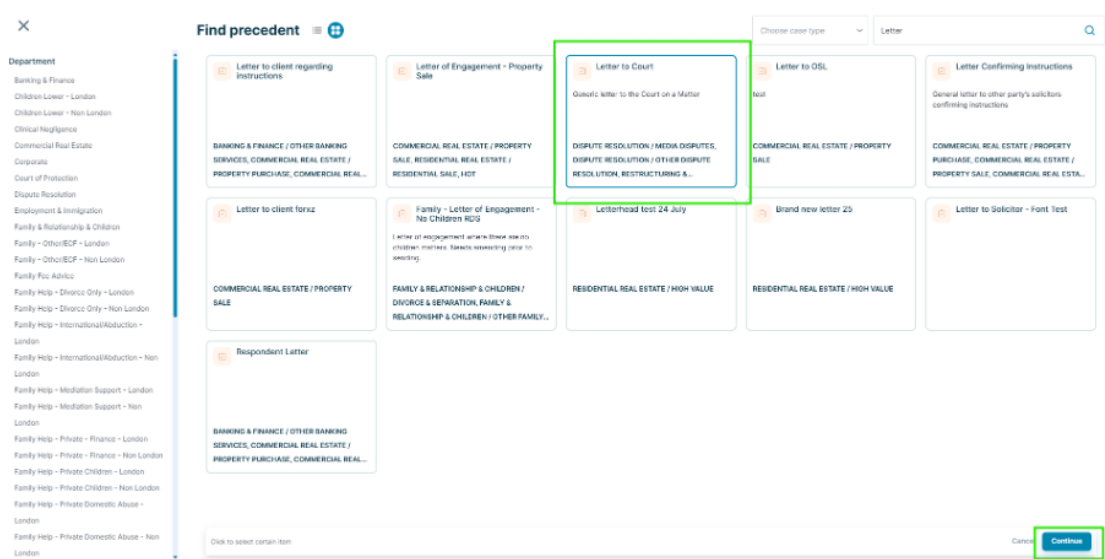 Find precedent
Choose case type
Letter
Department
Banking & Finance
Children Lower - London
Children Lower - Non London
Clinical Negligence
Commercial Real Estate
Corporate
Court of Protection
Dispute Resolution
Employment & Immigration
Family & Relationship & Children
Family - Other/ECF - London
Family - Other/ECF - Non London
Family Fee Advice
Family Help - Divorce Only - London
Family Help - Divorce Only - Non London
Family Help - International/Abduction -
London
Family Help - International/Abduction - Non
London
Family Help - Mediation Support - London
Family Help - Mediation Support - Non
London
Family Help - Private - Finance - London
Family Help - Private - Finance - Non London
Family Help - Private Children - London
Family Help - Private Children - Non London
Family Help - Private Domestic Abuse -
London
Family Help - Private Domestic Abuse - Non
London
Letter to client regarding
instructions
BANKING & FINANCE / OTHER BANKING
SERVICES, COMMERCIAL REAL ESTATE /
PROPERTY PURCHASE, COMMERCIAL REAL...
Letter of Engagement - Property
Sale
COMMERCIAL REAL ESTATE / PROPERTY
SALE, RESIDENTIAL REAL ESTATE /
RESIDENTIAL SALE, HOT
Letter to Court
Generic letter to the Court on a Matter
DISPUTE RESOLUTION / MEDIA DISPUTES,
DISPUTE RESOLUTION / OTHER DISPUTE
RESOLUTION, RESTRUCTURING &...
Letter to OSL
test
COMMERCIAL REAL ESTATE / PROPERTY
SALE
Letter Confirming Instructions
General letter to other party's solicitors
confirming instructions
COMMERCIAL REAL ESTATE / PROPERTY
PURCHASE, COMMERCIAL REAL ESTATE /
PROPERTY SALE, COMMERCIAL REAL ESTA...
Letter to client forxz
COMMERCIAL REAL ESTATE / PROPERTY
SALE
Family - Letter of Engagement -
No Children RDS
Letter of engagement where there are no
children matters. Needs amending prior to
sending.
FAMILY & RELATIONSHIP & CHILDREN /
DIVORCE & SEPARATION, FAMILY &
RELATIONSHIP & CHILDREN / OTHER FAMILY...
Letterhead test 24 July
RESIDENTIAL REAL ESTATE / HIGH VALUE
Brand new letter 25
RESIDENTIAL REAL ESTATE / HIGH VALUE
Letter to Solicitor - Font Test
Respondent Letter
BANKING & FINANCE / OTHER BANKING
SERVICES, COMMERCIAL REAL ESTATE /
PROPERTY PURCHASE, COMMERCIAL REAL...
Click to select certain item
Cancel
Continue